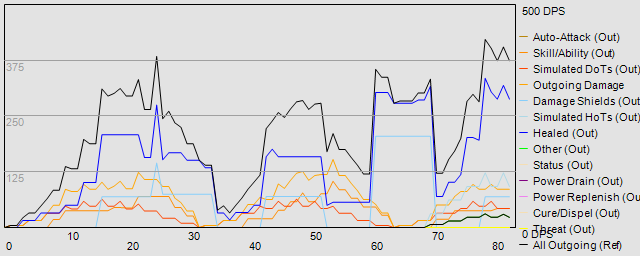 500 DPS
Auto-Attack (Out)
Skill/Ability (Out)
375
Simulated DoTs (Out)
Outgoing Damage
Damage Shields (Out
Simulated HoTs (Out)
250
Healed (Out)
Other (Out)
Status (Out)
125
Power Drain (Out)
Power Replenish (Ou
Cure/Dispel (Out)
Threat (Out)
0 DPS
All Outgoing (Ref)
0 10 20 30 40 50 60 70 80